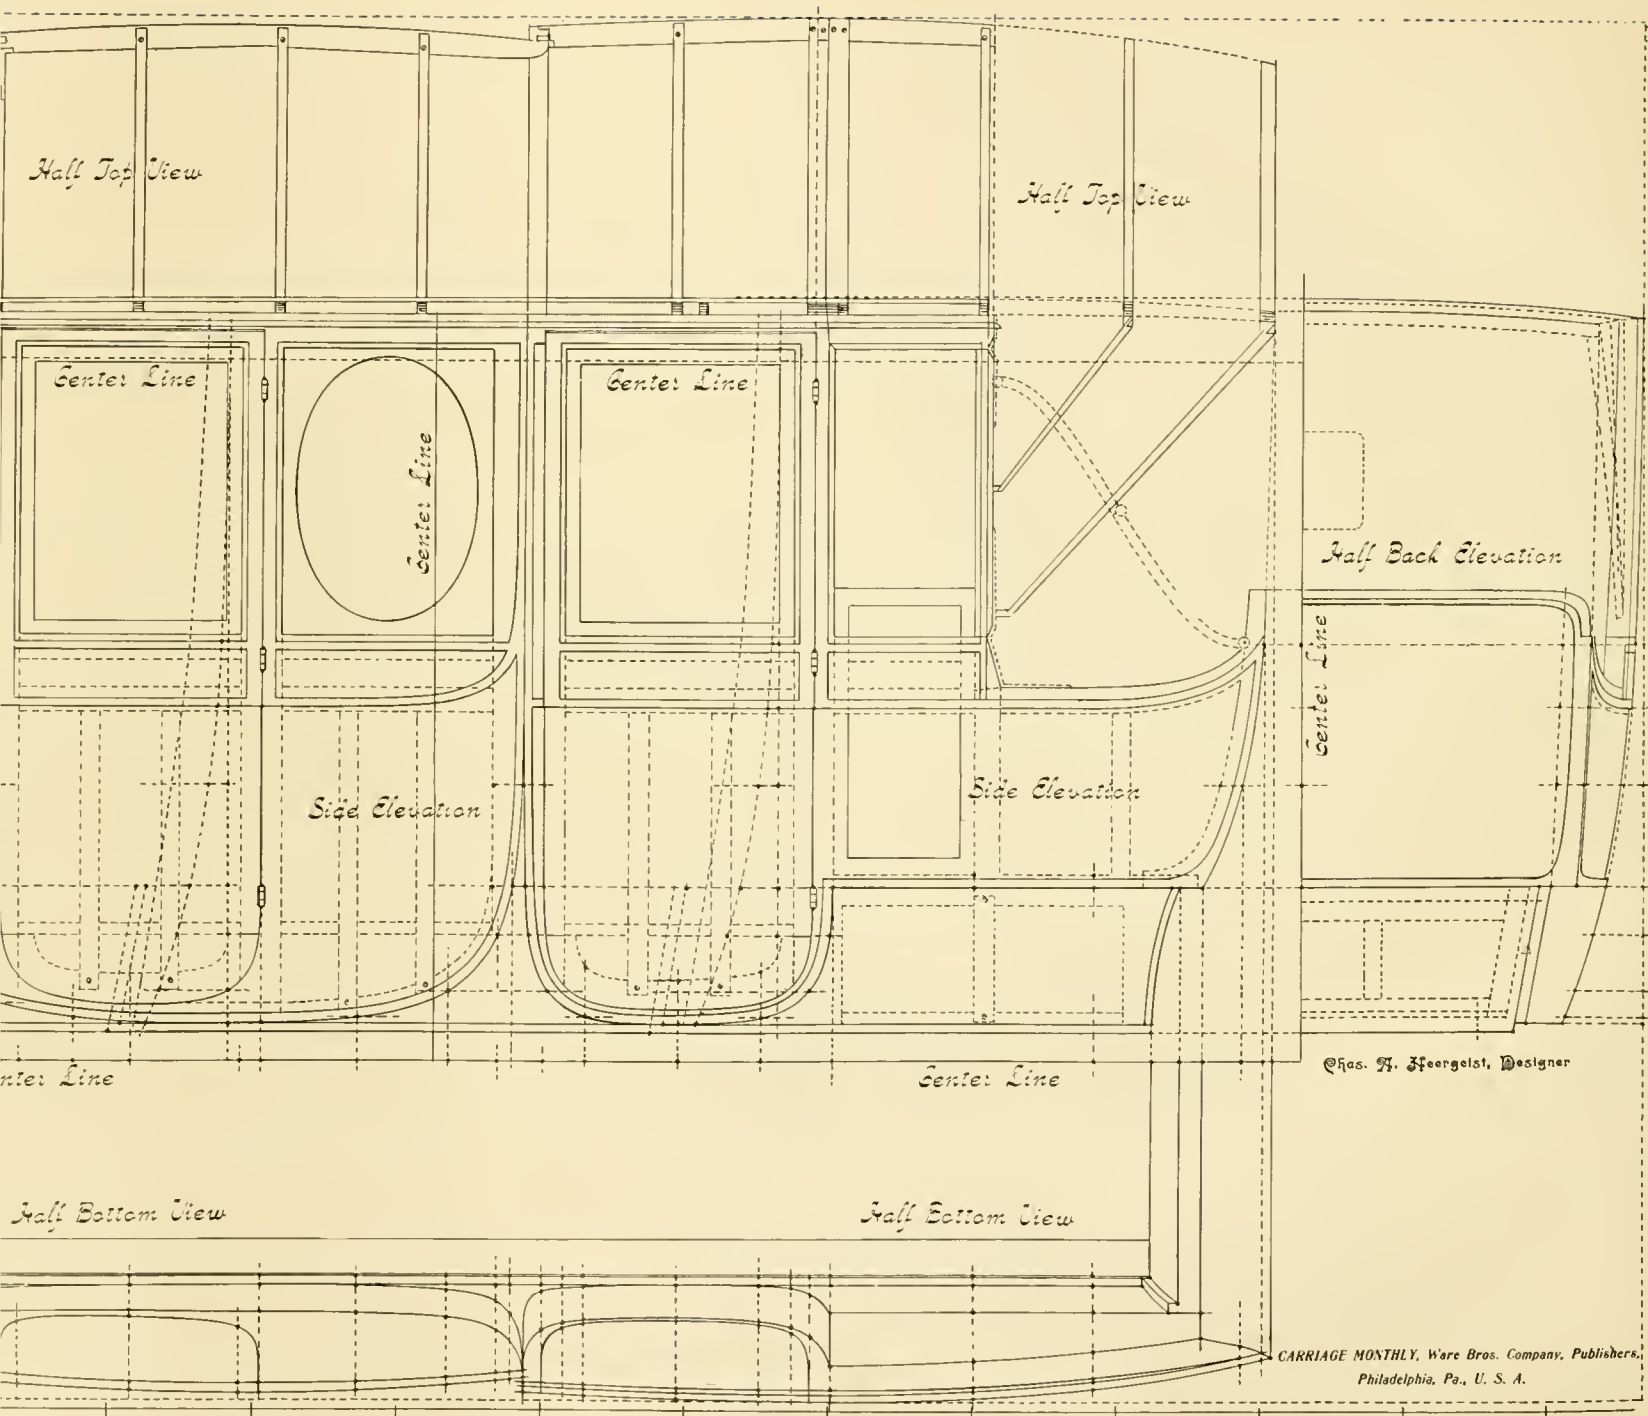 Half Top View
Half Top View
Center Line
Center Line
Center Line
Half Back Elevation
Center Line
Side Elevation
Side Elevation
Chas. A. Heergeist, Designer
nter Line
Center Line
Half Bottom View
Half Bottom View
CARRIAGE MONTHLY, Ware Bros. Company, Publishers,
Philadelphia, Pa., U. S. A.